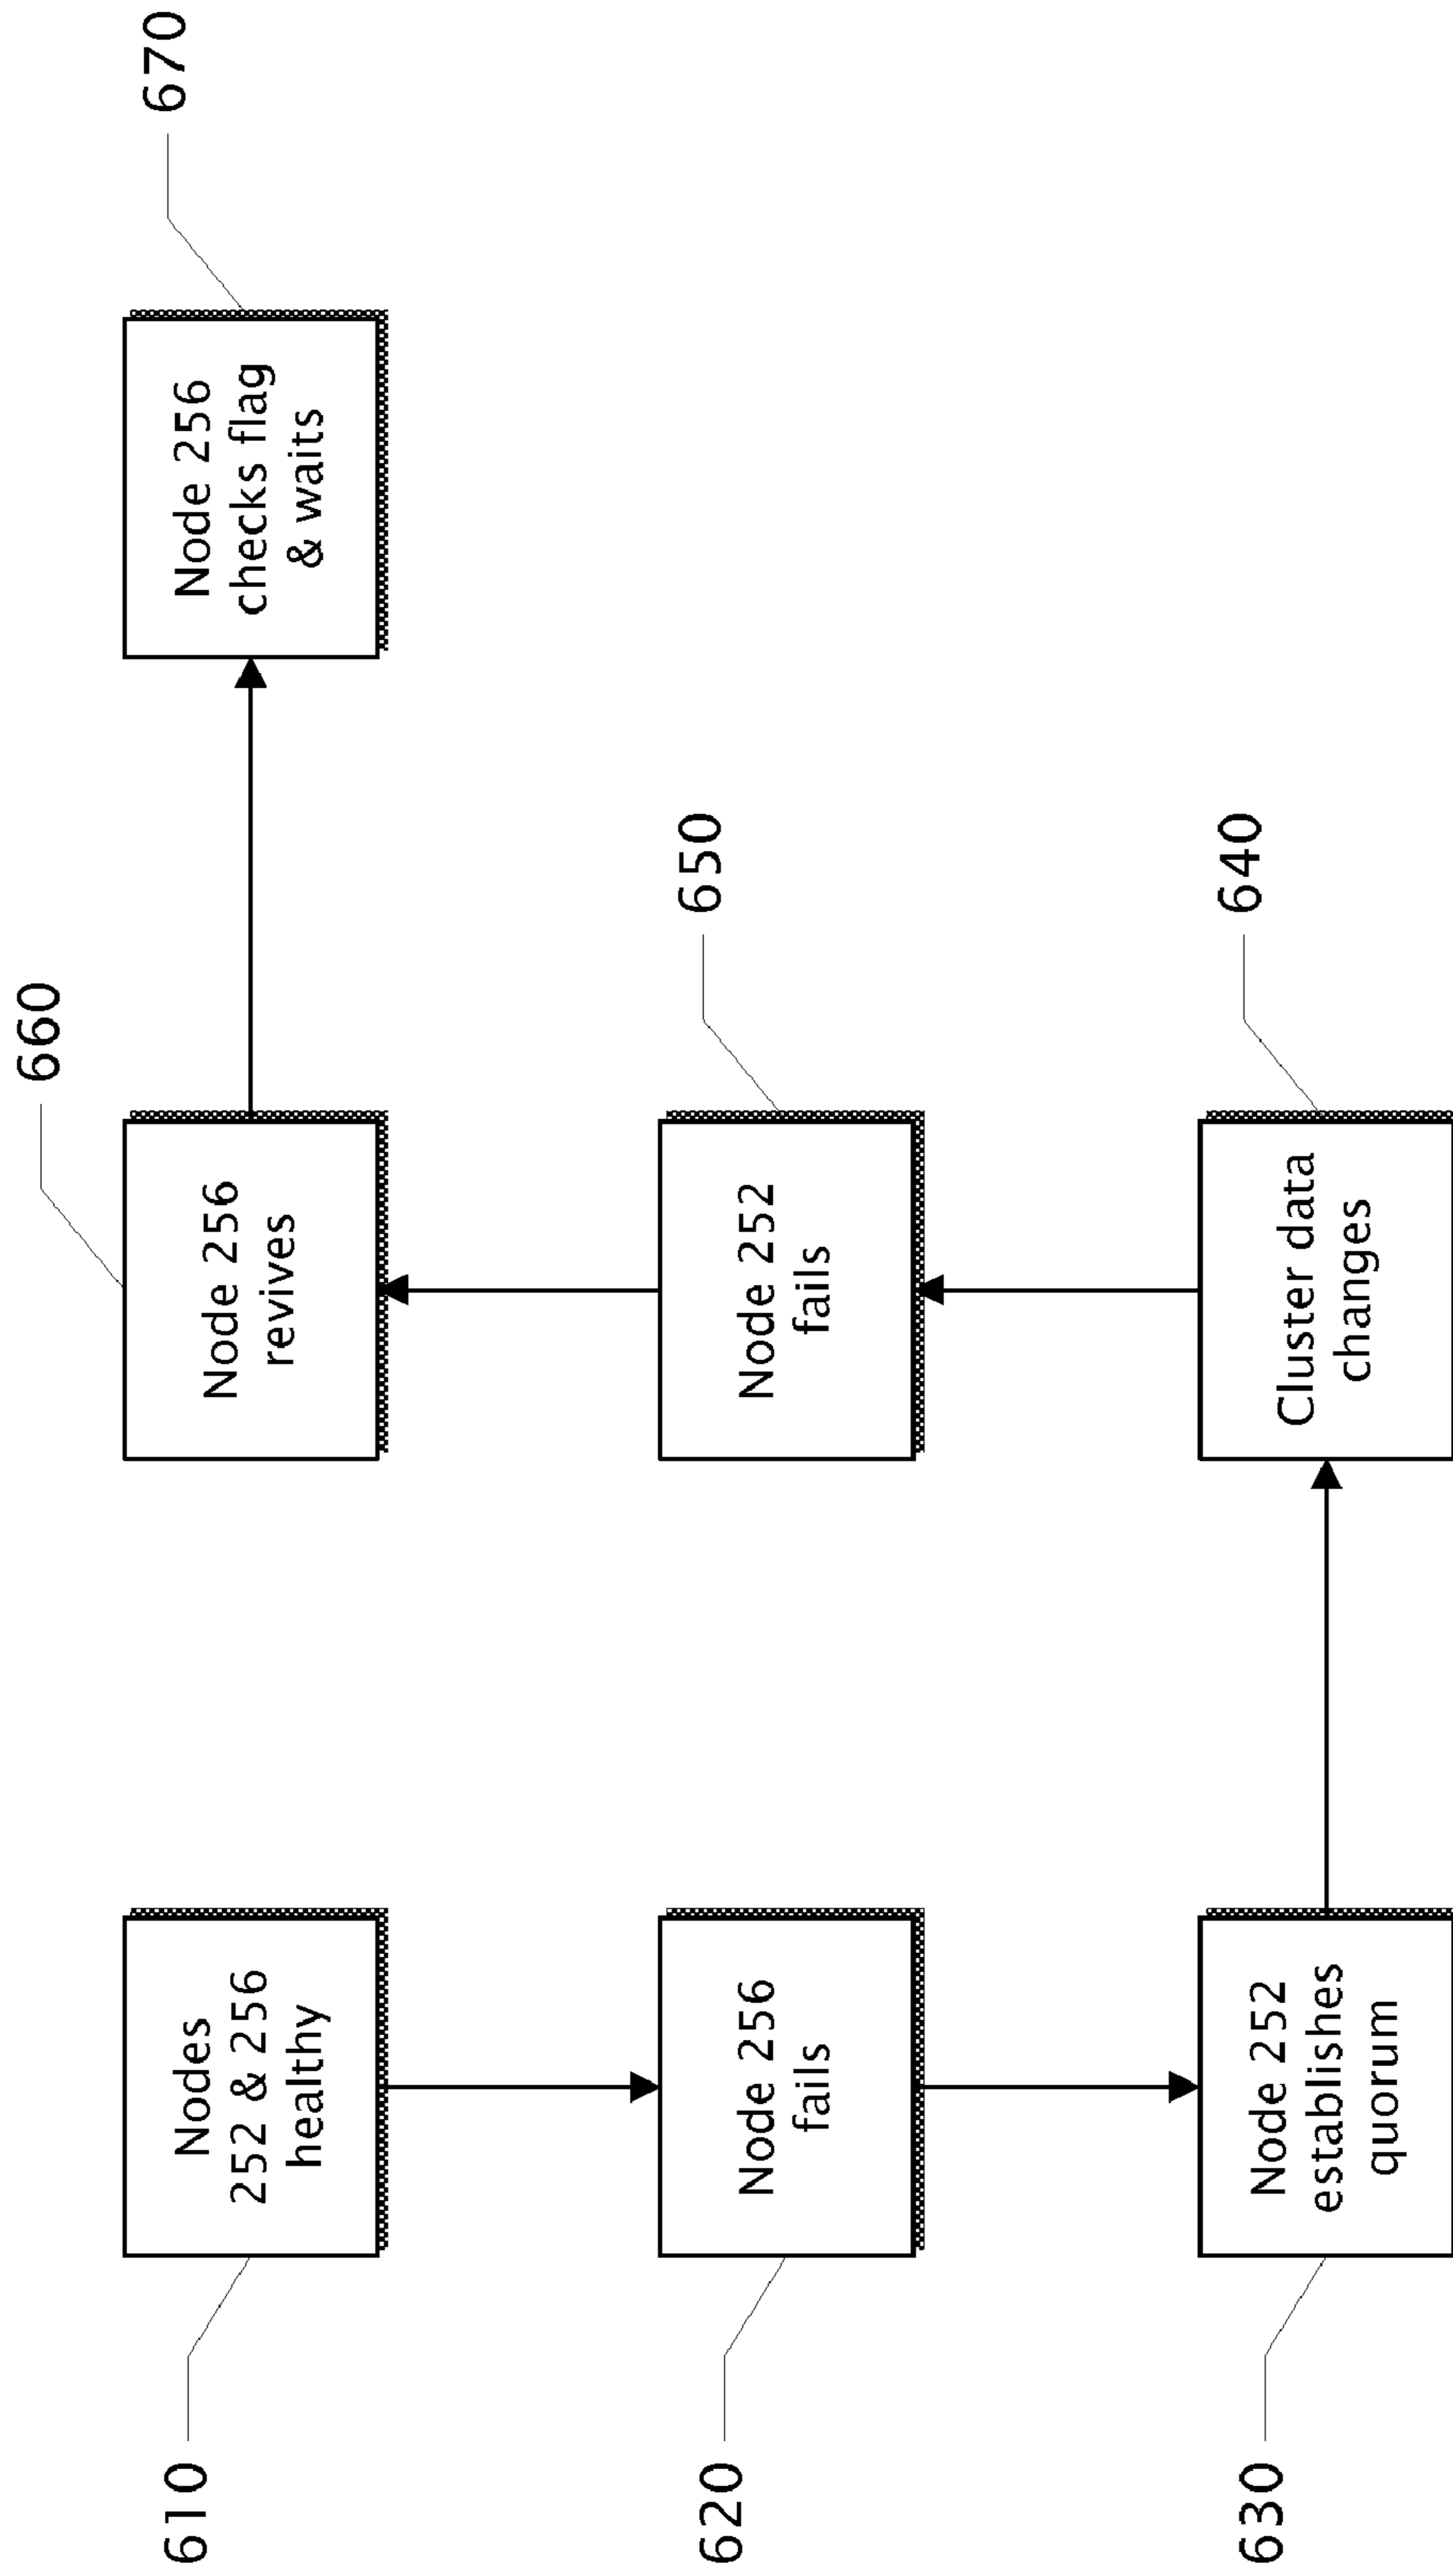 610
Nodes
252 & 256
healthy
620
Node 256
fails
630
Node 252
establishes
quorum
640
Cluster data
changes
650
Node 252
fails
660
Node 256
revives
670
Node 256
checks flag
& waits